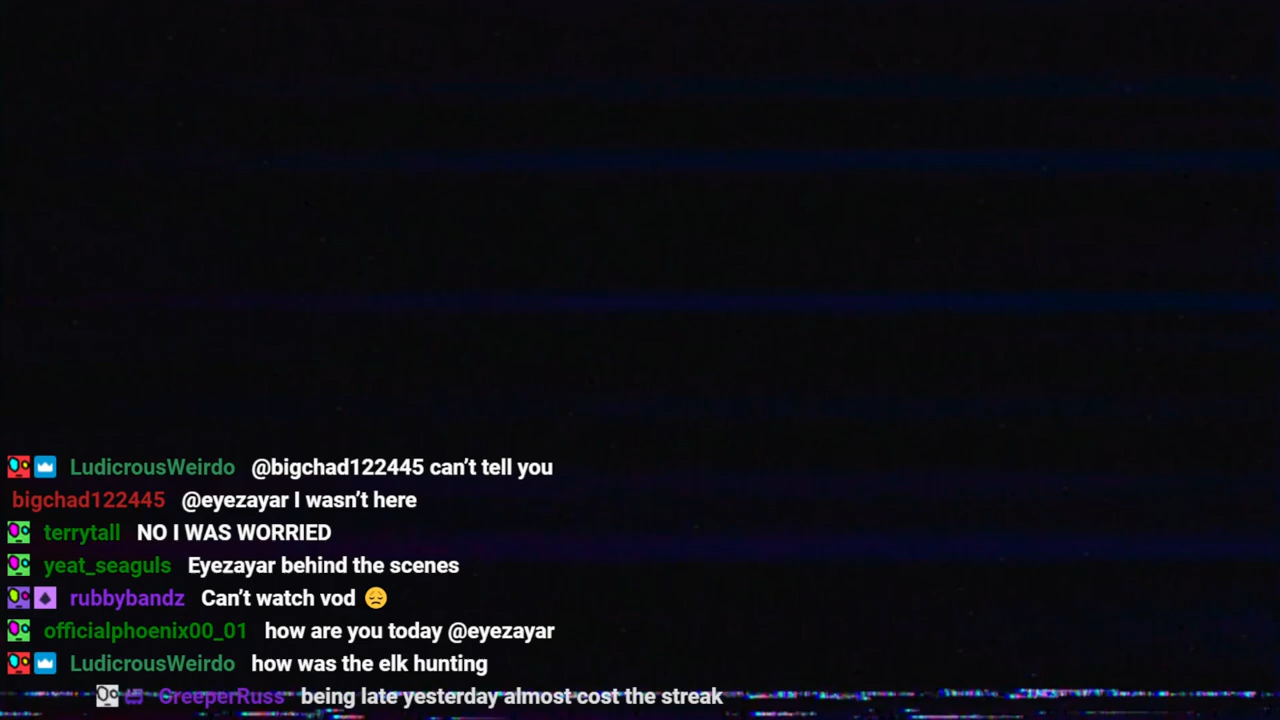 LudicrousWeirdo @bigchad122445 can’t tell you
bigchad122445 @eyezayar I wasn’t here
terrytall NO I WAS WORRIED
yeat_seaguls Eyezayar behind the scenes
rubbybandz Can’t watch vod 😔
officialphoenix00_01 how are you today @eyezayar
LudicrousWeirdo how was the elk hunting
CreeperRuss being late yesterday almost cost the streak